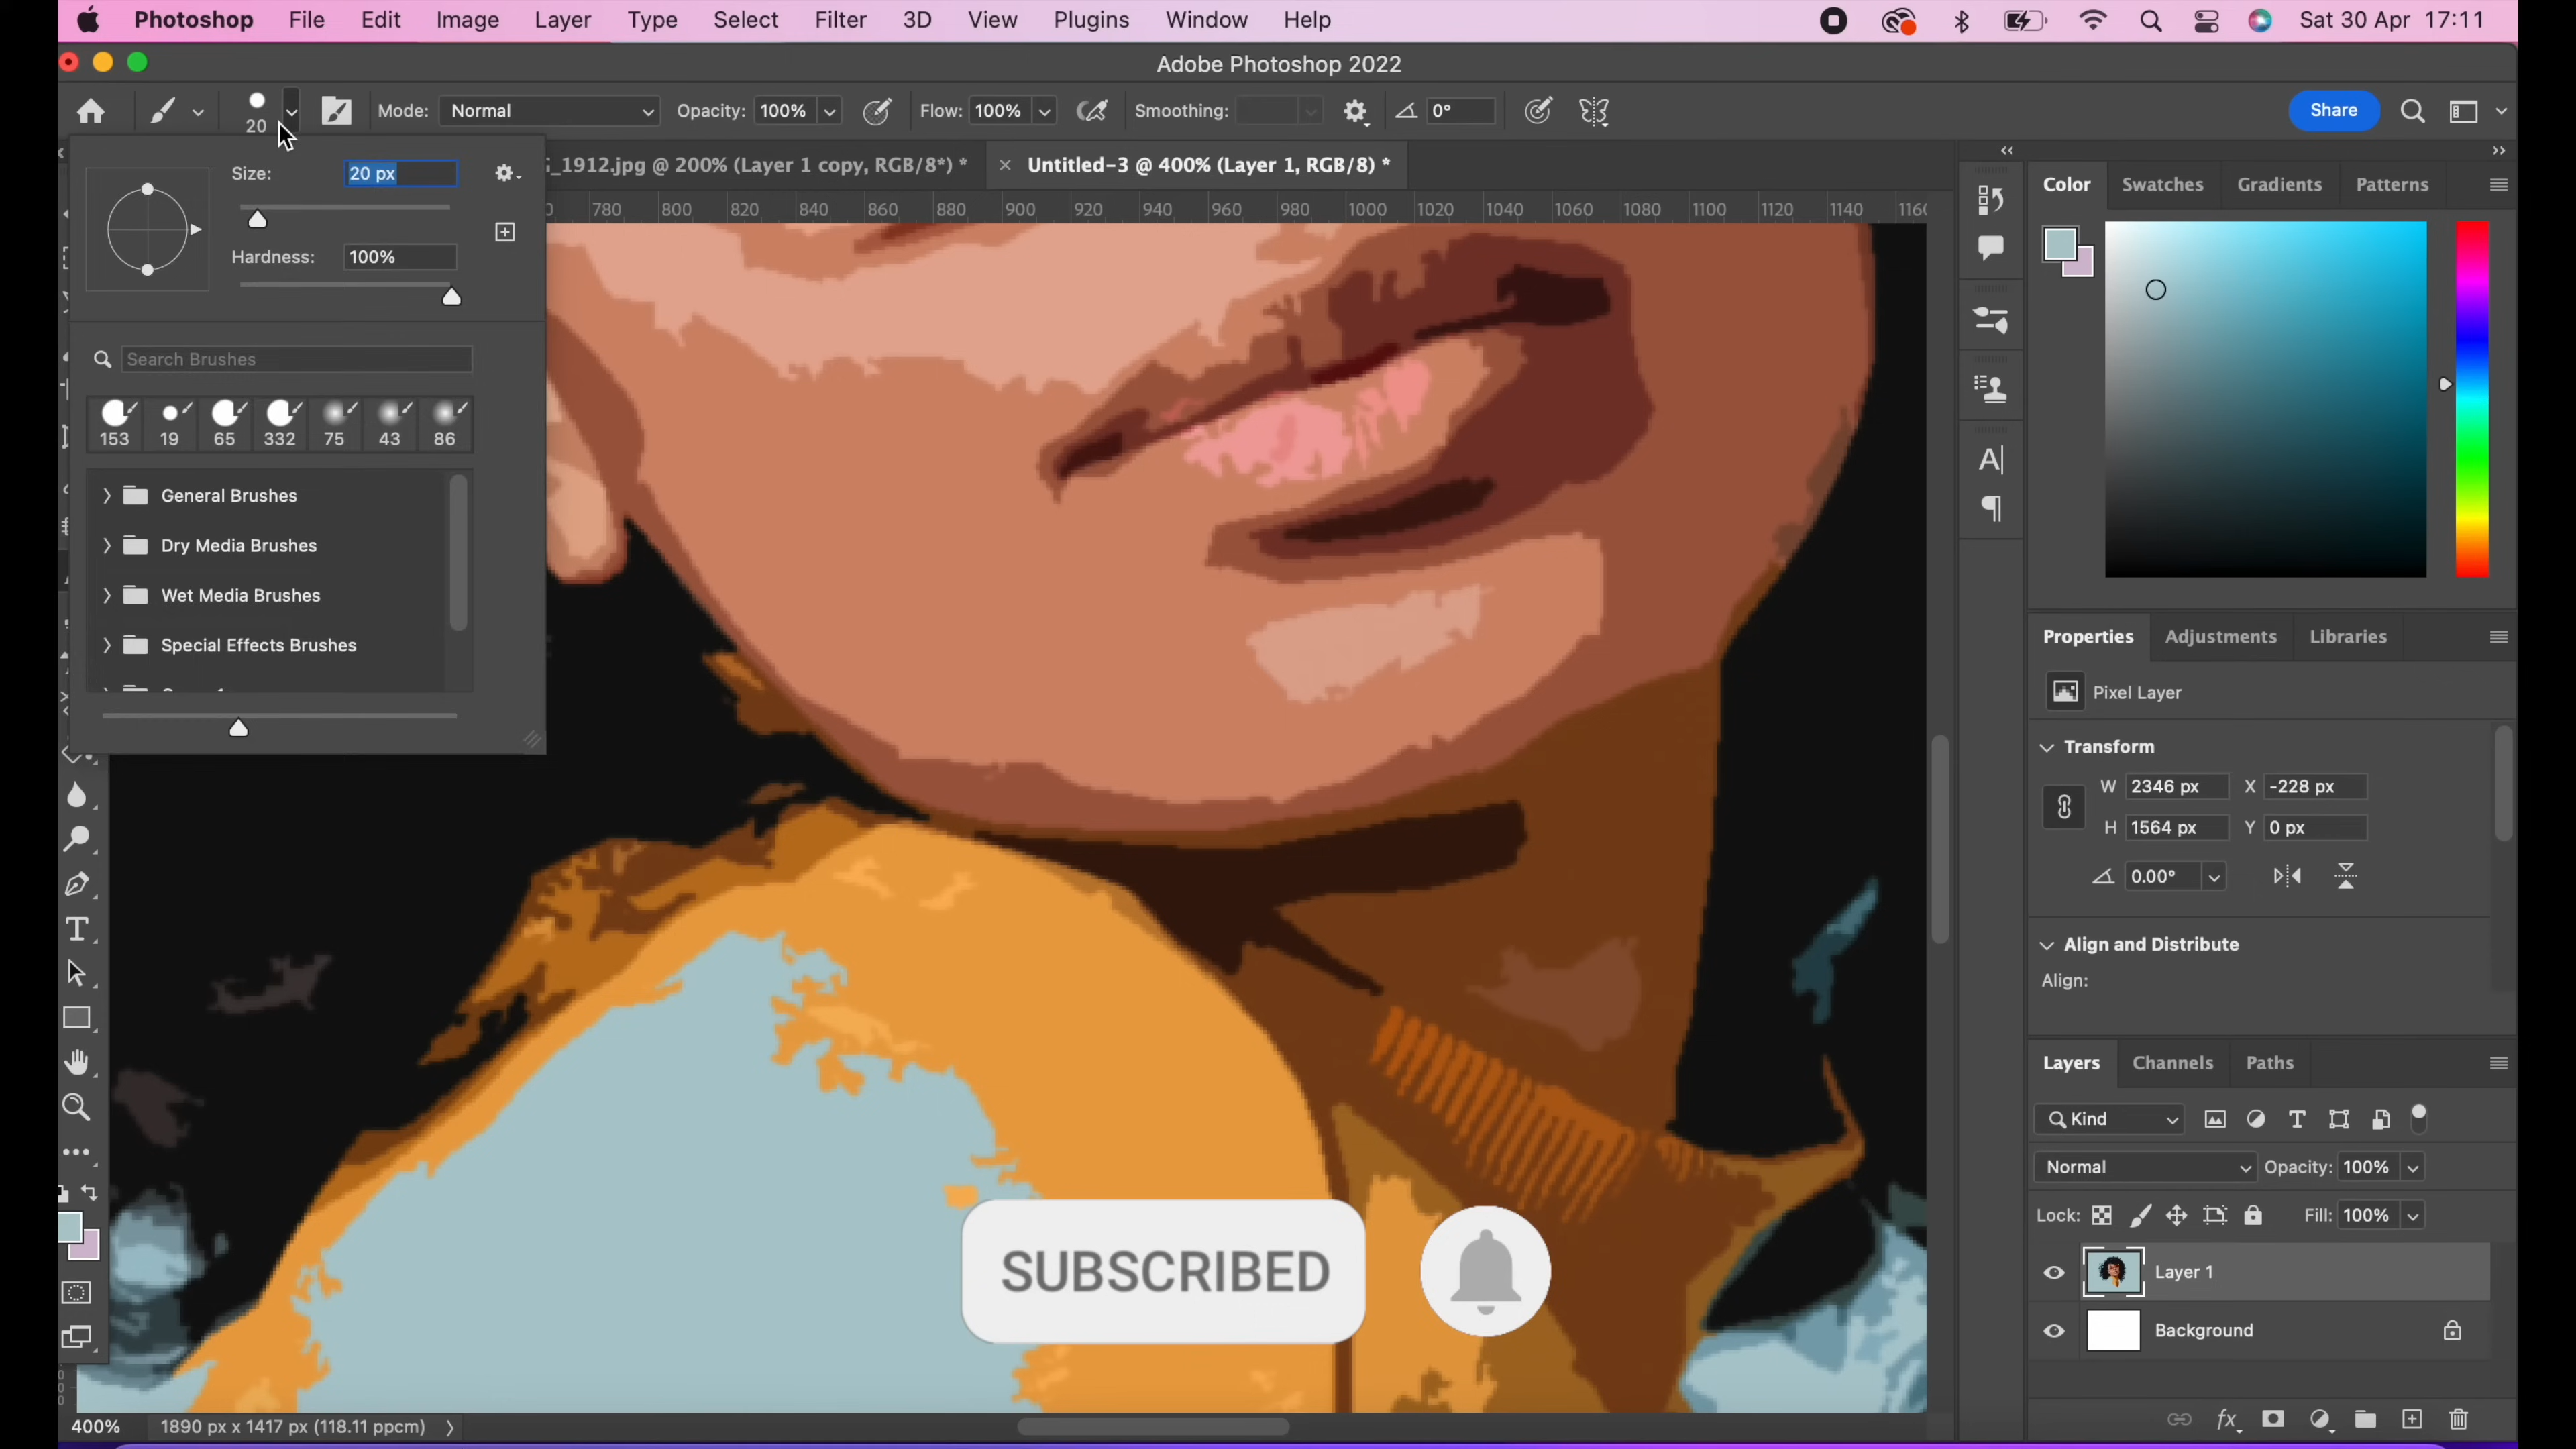 Photoshop File Edit Image Layer Type Select Filter 3D View Plugins Window Help Sat 30 Apr 17:11
Adobe Photoshop 2022
20 Mode: Normal Opacity: 100% Flow: 100% Smoothing: 0° Share
_1912.jpg @ 200% (Layer 1 copy, RGB/8*) * × Untitled-3 @ 400% (Layer 1, RGB/8) *
780 800 820 840 860 880 900 920 940 960 980 1000 1020 1040 1060 1080 1100 1120 1140
Size: 20 px
Hardness: 100%
Search Brushes
153 19 65 332 75 43 86
General Brushes
Dry Media Brushes
Wet Media Brushes
Special Effects Brushes
Color Swatches Gradients Patterns
Properties Adjustments Libraries
Pixel Layer
Transform
W 2346 px X -228 px
H 1564 px Y 0 px
0.00°
Align and Distribute
Align:
Layers Channels Paths
Kind
Normal Opacity: 100%
Lock: Fill: 100%
Layer 1
Background
SUBSCRIBED
400% 1890 px x 1417 px (118.11 ppcm)